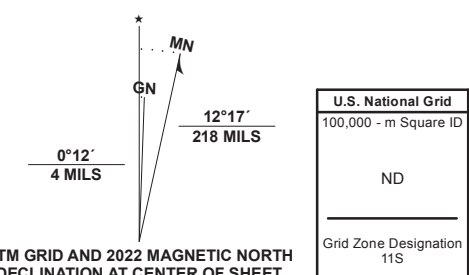 ★
MN
GN
12°17´
218 MILS
0°12´
4 MILS
TM GRID AND 2022 MAGNETIC NORTH
DECLINATION AT CENTER OF SHEET
U.S. National Grid
100,000 - m Square ID
ND
Grid Zone Designation
11S